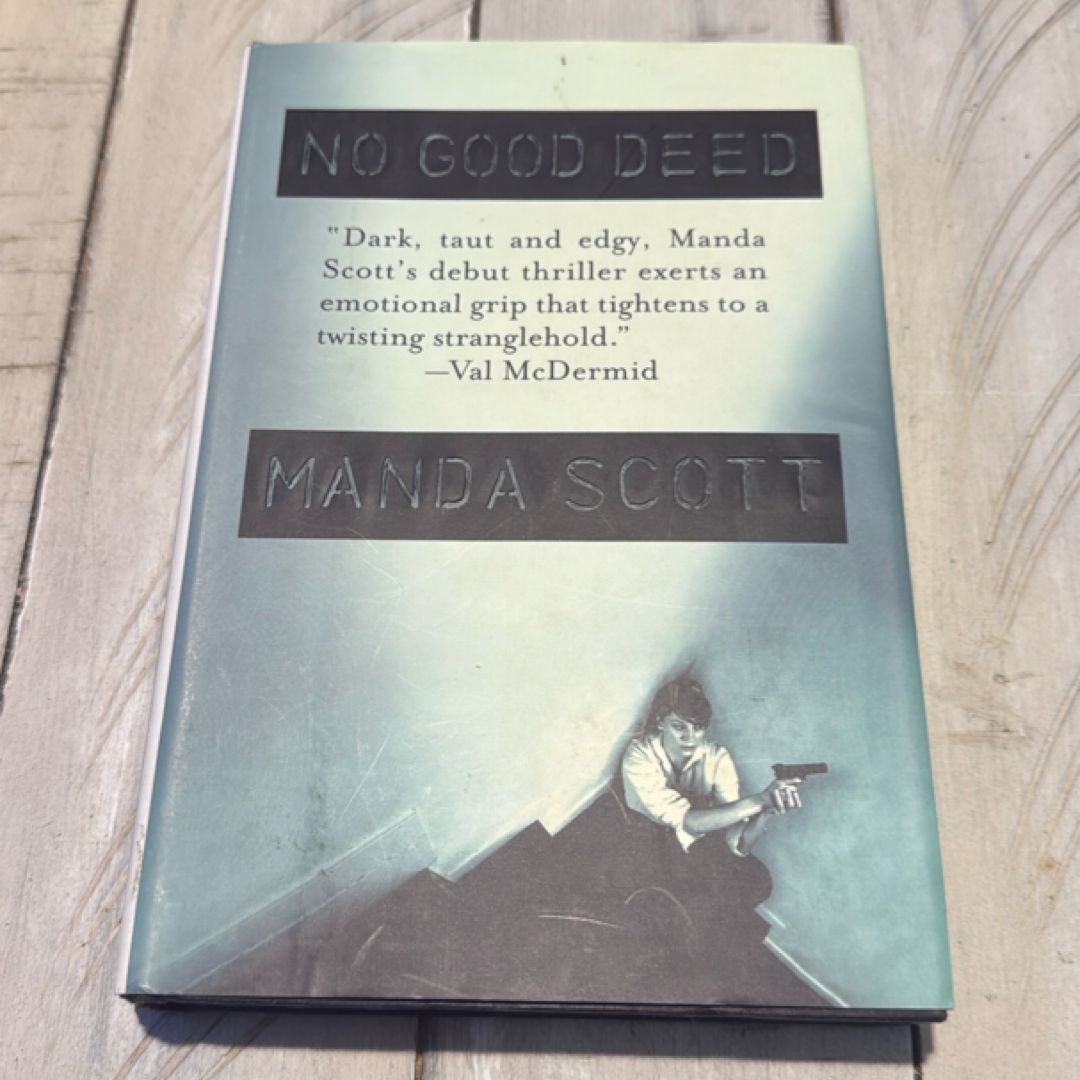 NO GOOD DEED
"Dark, taut and edgy, Manda
Scott's debut thriller exerts an
emotional grip that tightens to a
twisting stranglehold."
—Val McDermid
MANDA SCOTT